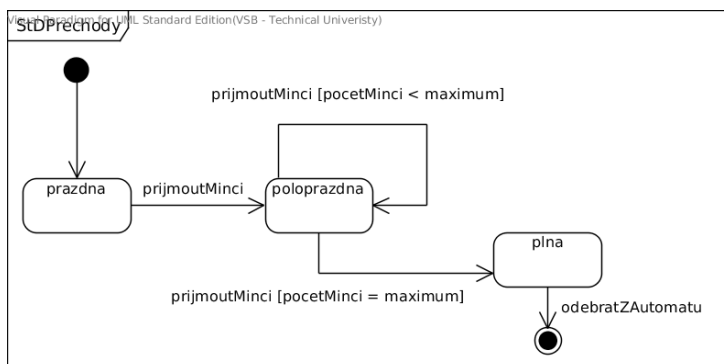 Visual Paradigm for UML Standard Edition(VSB - Technical Univeristy)
StDPrechody
prijmoutMinci [pocetMinci < maximum]
prazdna
prijmoutMinci
poloprazdna
plna
prijmoutMinci [pocetMinci = maximum]
odebratZAutomatu